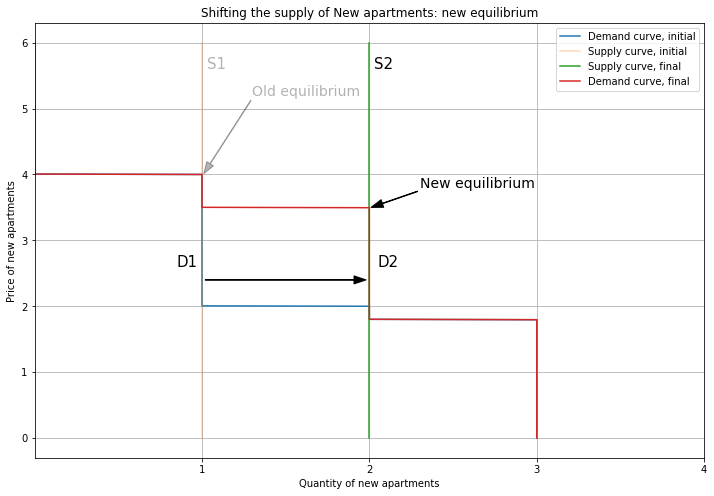 Shifting the supply of New apartments: new equilibrium
Demand curve, initial
Supply curve, initial
Supply curve, final
Demand curve, final
S1
S2
Old equilibrium
New equilibrium
D1
D2
Price of new apartments
6
5
4
3
2
1
0
1
2
3
4
Quantity of new apartments